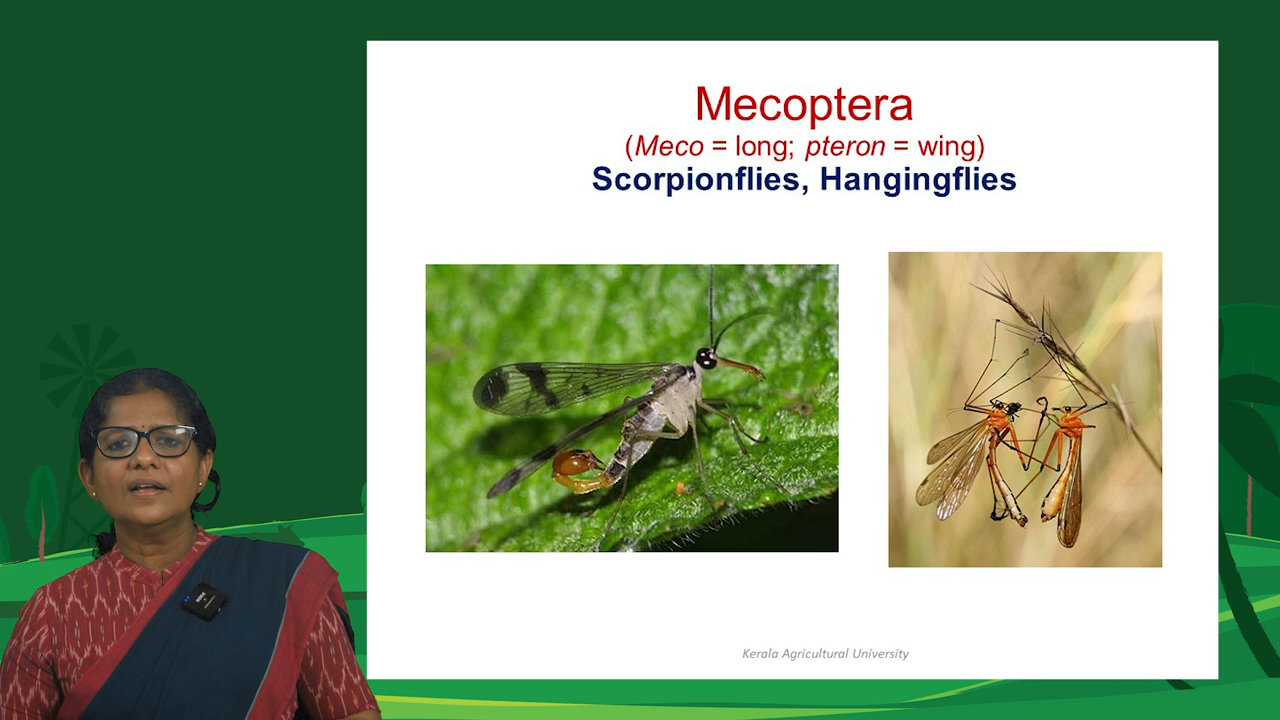 Mecoptera
(Meco = long; pteron = wing)
Scorpionflies, Hangingflies
Kerala Agricultural University